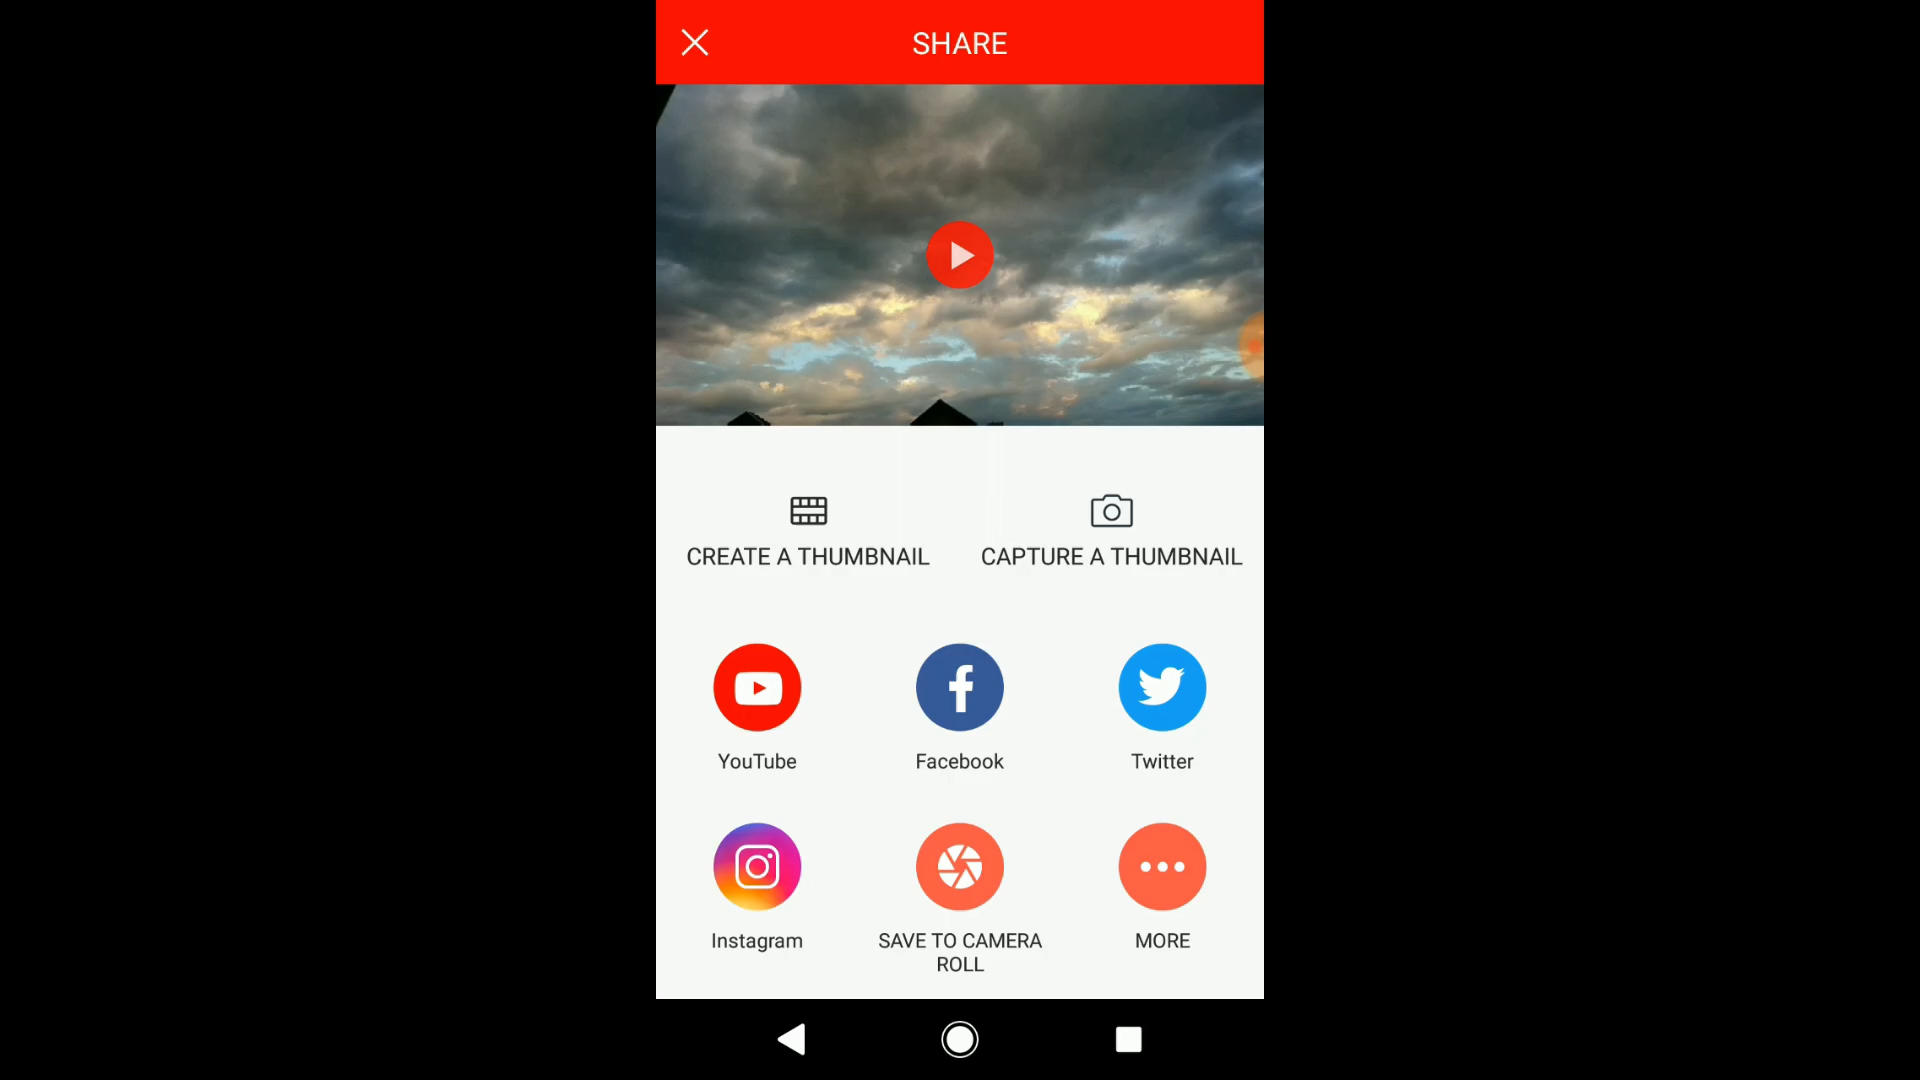 SHARE
CREATE A THUMBNAIL
CAPTURE A THUMBNAIL
YouTube
Facebook
Twitter
Instagram
SAVE TO CAMERA
ROLL
MORE